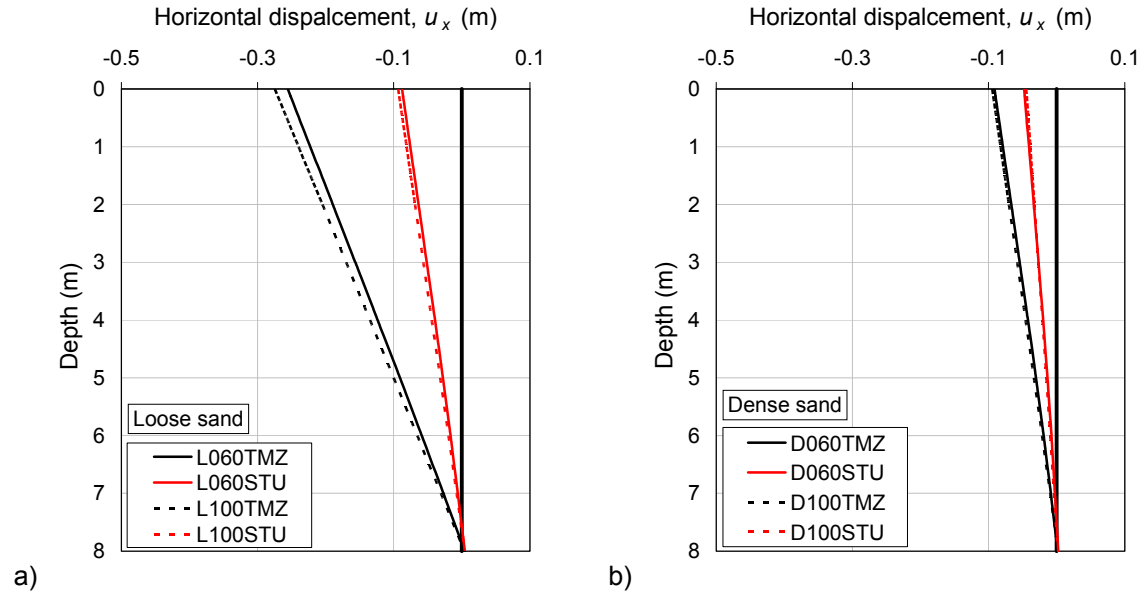 Horizontal dispalcement, u x (m)
-0.5 -0.3 -0.1 0.1
0
1
2
3
4
5
6
7
8
Depth (m)
Loose sand
L060TMZ
L060STU
L100TMZ
L100STU
a)
Horizontal dispalcement, u x (m)
-0.5 -0.3 -0.1 0.1
0
1
2
3
4
5
6
7
8
Depth (m)
Dense sand
D060TMZ
D060STU
D100TMZ
D100STU
b)